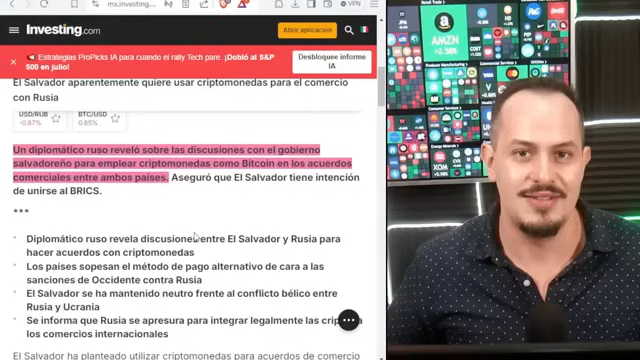 mx.investing.com
VPN
Investing.com
Abrir aplicación
Estrategias ProPicks IA para cuando el rally Tech pare. ¡Dobló al S&P
500 en julio!
Desbloquee informe
IA
El Salvador aparentemente quiere usar criptomonedas para el comercio
con Rusia
USD/RUB
-0.87%
BTC/USD
0.85%
Un diplomático ruso reveló sobre las discusiones con el gobierno
salvadoreño para emplear criptomonedas como Bitcoin en los acuerdos
comerciales entre ambos países. Aseguró que El Salvador tiene intención
de unirse al BRICS.
***
Diplomático ruso revela discusiones entre El Salvador y Rusia para
hacer acuerdos con criptomonedas
Los países sopesan el método de pago alternativo de cara a las
sanciones de Occidente contra Rusia
El Salvador se ha mantenido neutro frente al conflicto bélico entre
Rusia y Ucrania
Se informa que Rusia se apresura para integrar legalmente las crip
los comercios internacionales
El Salvador ha planteado utilizar criptomonedas para acuerdos de comercio
AMZN
HD